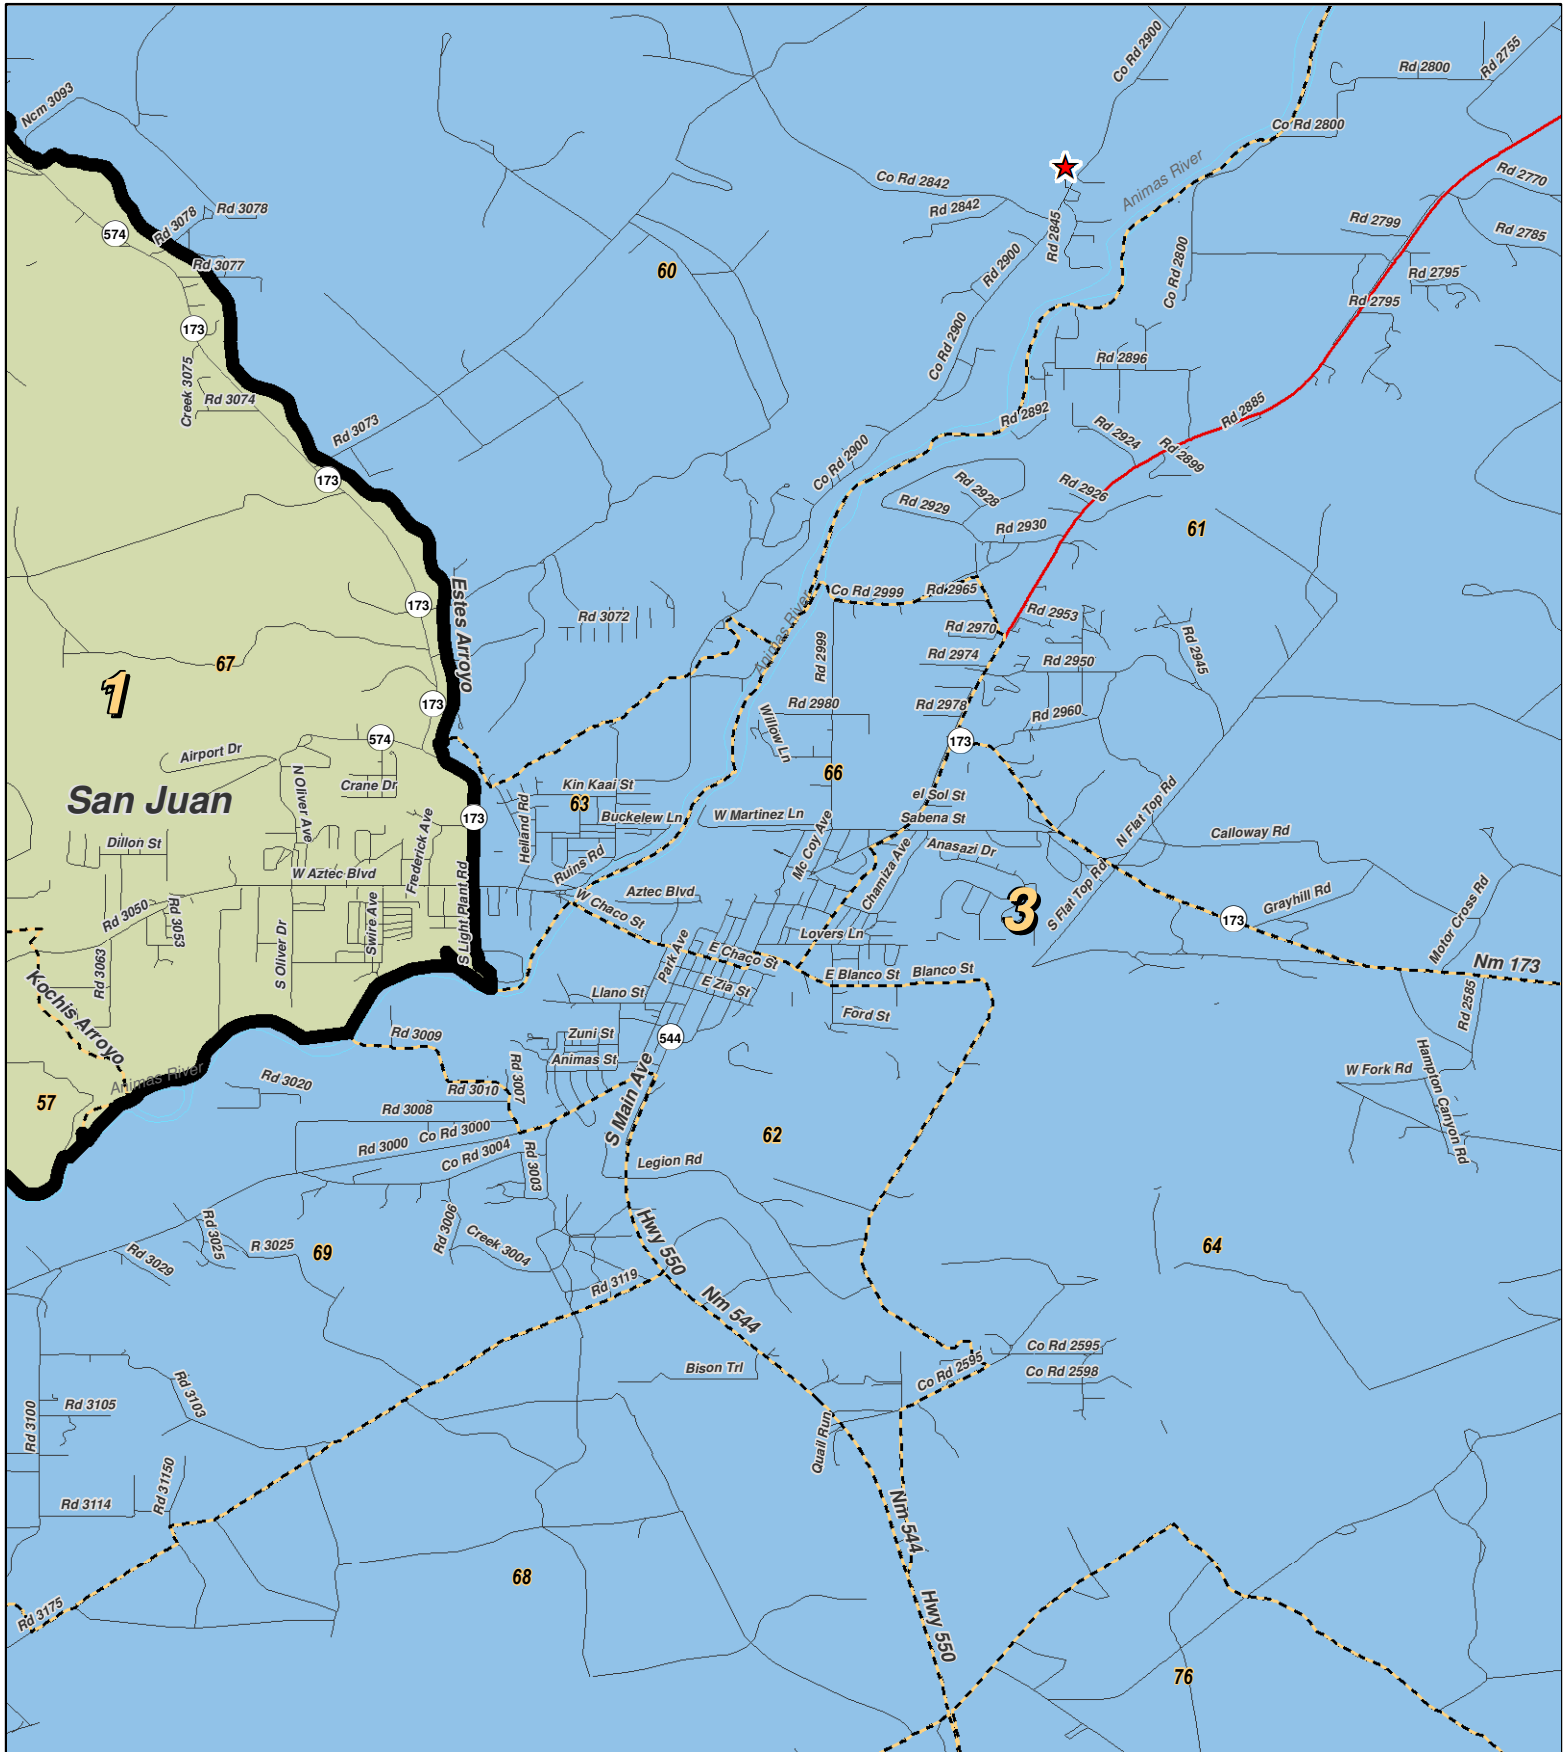 Ncm 3093
Co Rd 2900
Rd 2800
Rd 2755
Co Rd 2800
Animas River
Co Rd 2842
Rd 2842
Rd 2845
Rd 2770
Rd 2799
Rd 2785
Rd 3078
Rd 3078
574
Rd 3077
60
Rd 2900
Co Rd 2800
Rd 2795
Rd 2795
173
Co Rd 2900
Rd 2896
Creek 3075
Rd 3074
Rd 3073
Rd 2892
Rd 2885
Rd 2924
Rd 2899
173
Co Rd 2900
Rd 2928
Rd 2926
Rd 2929
Rd 2930
61
Estes Arroyo
173
Rd 3072
Animas River
Co Rd 2999
Rd 2965
Rd 2953
Rd 2970
Rd 2999
Rd 2974
Rd 2950
Rd 2945
67
1
173
Rd 2980
Rd 2978
Rd 2960
Willow Ln
574
Airport Dr
173
66
San Juan
N Oliver Ave
Crane Dr
Kin Kaai St
63
el Sol St
N Flat Top Rd
Heiland Rd
Buckelew Ln
W Martinez Ln
Sabena St
173
Frederick Ave
Calloway Rd
Dillon St
Mc Coy Ave
Anasazi Dr
Chamiza Ave
Ruins Rd
W Aztec Blvd
Aztec Blvd
S Flat Top Rd
3
Grayhill Rd
Motor Cross Rd
W Chaco St
173
Rd 3050
Rd 3053
Swire Ave
S Light Plant Rd
Lovers Ln
Park Ave
E Chaco St
S Oliver Dr
Rd 3063
E Blanco St
Blanco St
Nm 173
E Zia St
Llano St
Kochis Arroyo
Ford St
Rd 2585
Rd 3009
Zuni St
544
Animas St
Animas River
Rd 3020
Rd 3010
Rd 3007
W Fork Rd
Hampton Canyon Rd
57
Rd 3008
S Main Ave
Co Rd 3000
Rd 3000
Co Rd 3004
Rd 3003
62
Legion Rd
Rd 3025
R 3025
69
Rd 3006
Creek 3004
Hwy 550
64
Rd 3029
Rd 3119
Nm 544
Co Rd 2595
Bison Trl
Co Rd 2595
Co Rd 2598
Rd 3103
Rd 3105
Rd 3100
Quail Run
Rd 31150
Rd 3114
Nm 544
68
Rd 3175
Hwy 550
76